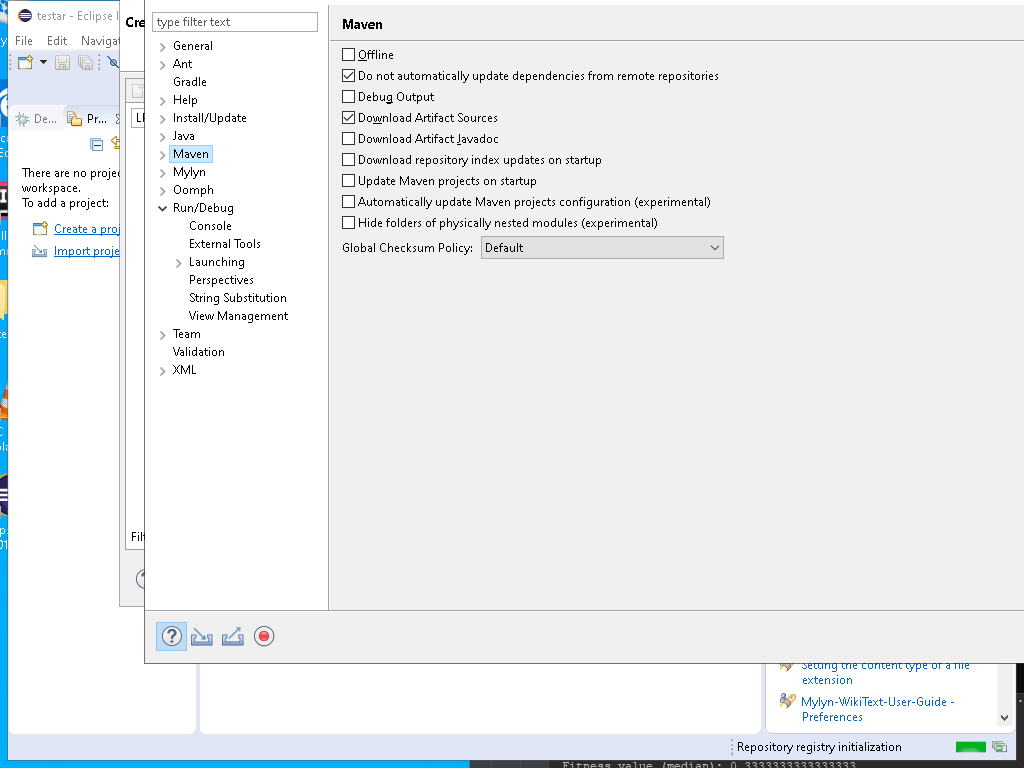 testar - Eclipse I
File Edit Navigat
De... Pr...
There are no projec
workspace.
To add a project:
Create a proj
Import proje
Cre
Filt
type filter text
General
Ant
Gradle
Help
Install/Update
Java
Maven
Mylyn
Oomph
Run/Debug
Console
External Tools
Launching
Perspectives
String Substitution
View Management
Team
Validation
XML
Maven
Offline
Do not automatically update dependencies from remote repositories
Debug Output
Download Artifact Sources
Download Artifact Javadoc
Download repository index updates on startup
Update Maven projects on startup
Automatically update Maven projects configuration (experimental)
Hide folders of physically nested modules (experimental)
Global Checksum Policy: Default
Setting the content type of a file
extension
Mylyn-WikiText-User-Guide -
Preferences
Repository registry initialization
Fitness value (median): 0.3333333333333333